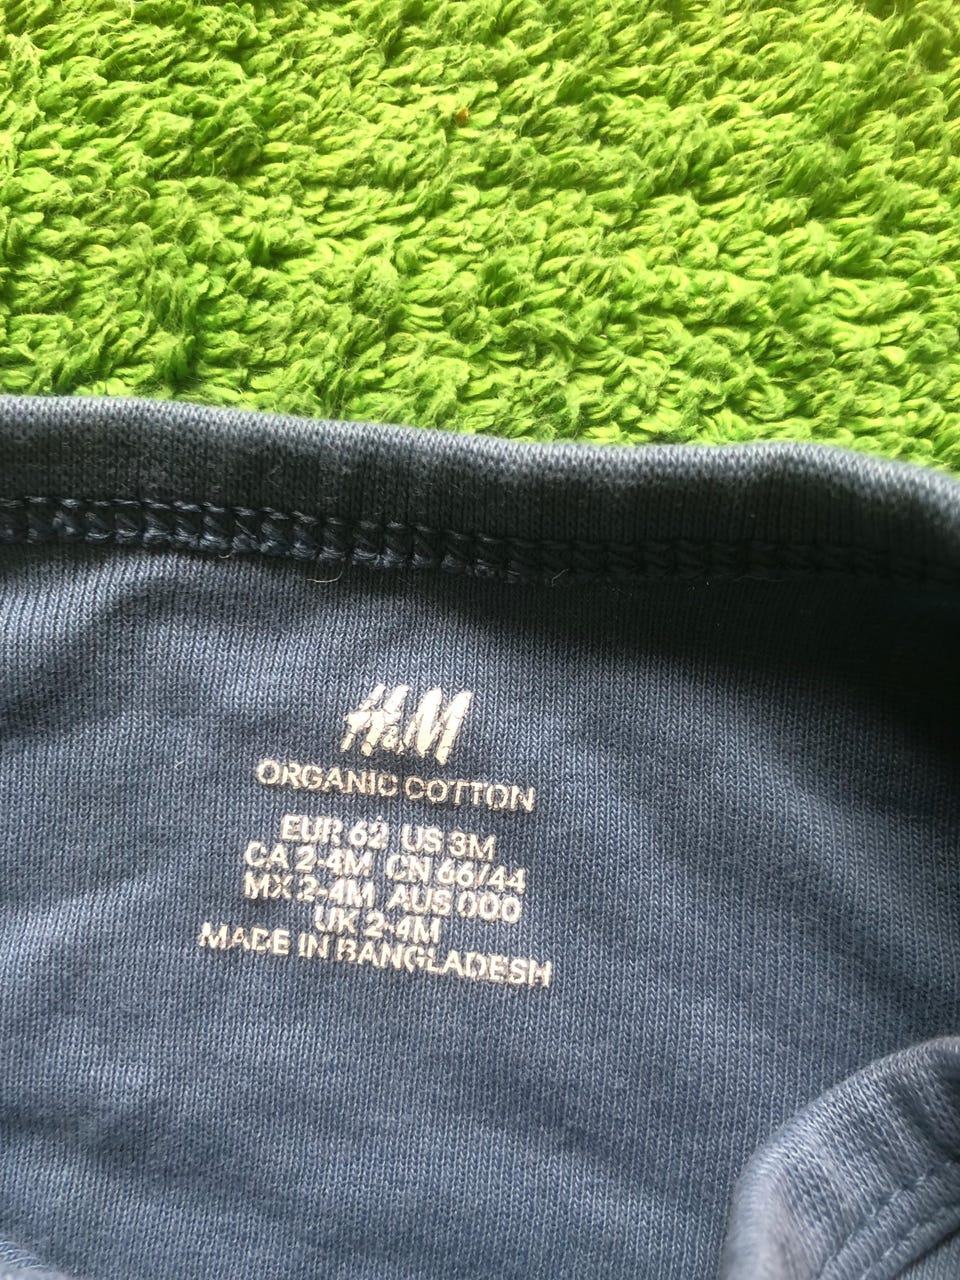 H&M
ORGANIC COTTON
EUR 62 US 3M
CA 2-4M CN 66/44
MX 2-4M AUS 000
UK 2-4M
MADE IN BANGLADESH